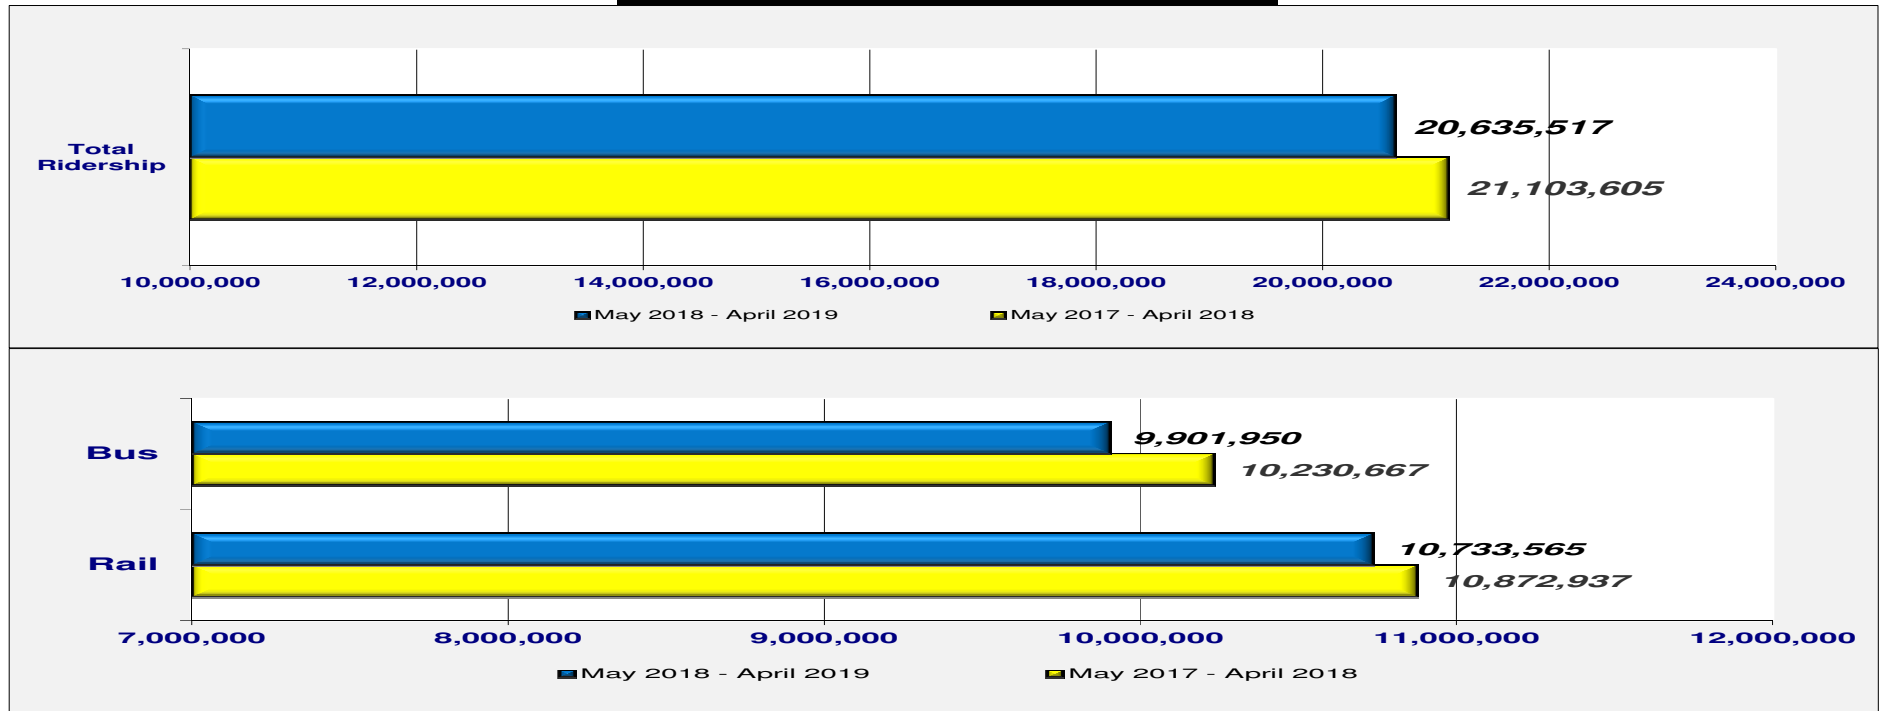 Total
Ridership
20,635,517
21,103,605
10,000,000 12,000,000 14,000,000 16,000,000 18,000,000 20,000,000 22,000,000 24,000,000
May 2018 - April 2019 May 2017 - April 2018
Bus
9,901,950
10,230,667
Rail
10,733,565
10,872,937
7,000,000 8,000,000 9,000,000 10,000,000 11,000,000 12,000,000
May 2018 - April 2019 May 2017 - April 2018